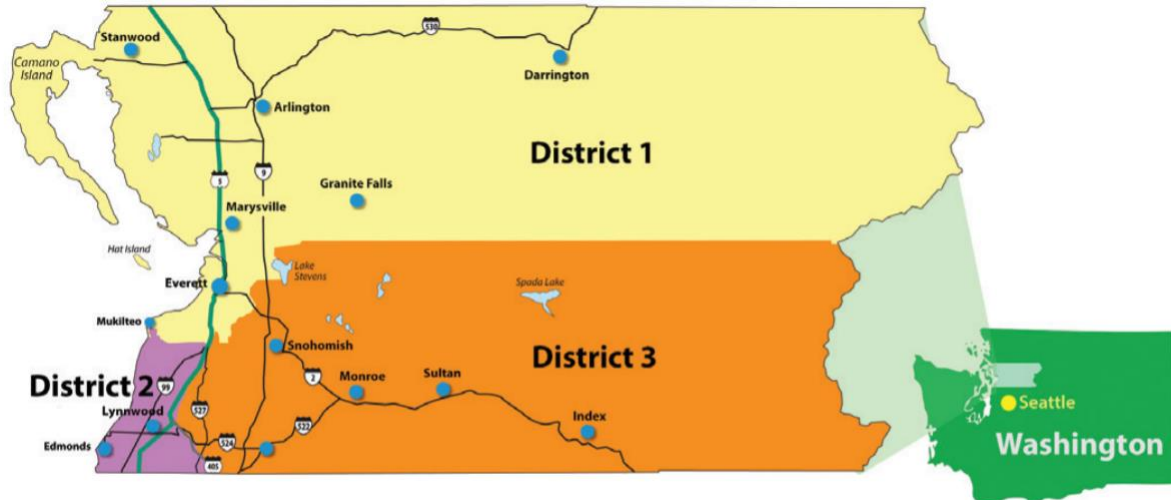 Stanwood
530
Camano
Island
Darrington
Arlington
District 1
9
5
Granite Falls
Marysville
Hat Island
Lake
Stevens
Everett
Spada Lake
Mukilteo
Snohomish
District 3
District 2
2
Monroe
Sultan
99
Lynnwood
527
522
Index
Seattle
Edmonds
524
405
Washington